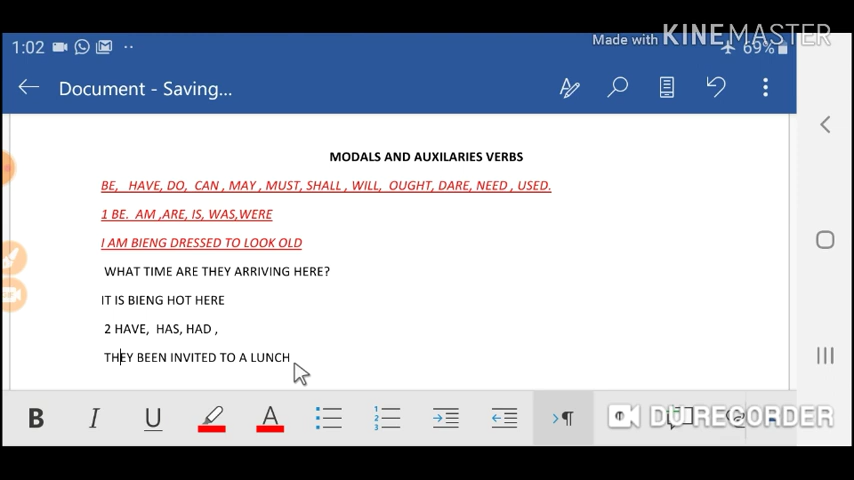 Made with KINEMASTER
1:02 69%
Document - Saving...
MODALS AND AUXILARIES VERBS
BE, HAVE, DO, CAN , MAY , MUST, SHALL , WILL, OUGHT, DARE, NEED , USED.
1 BE. AM ,ARE, IS, WAS,WERE
I AM BIENG DRESSED TO LOOK OLD
WHAT TIME ARE THEY ARRIVING HERE?
IT IS BIENG HOT HERE
2 HAVE, HAS, HAD ,
THEY BEEN INVITED TO A LUNCH
B I U A 1 2 3 ¶
DU RECORDER